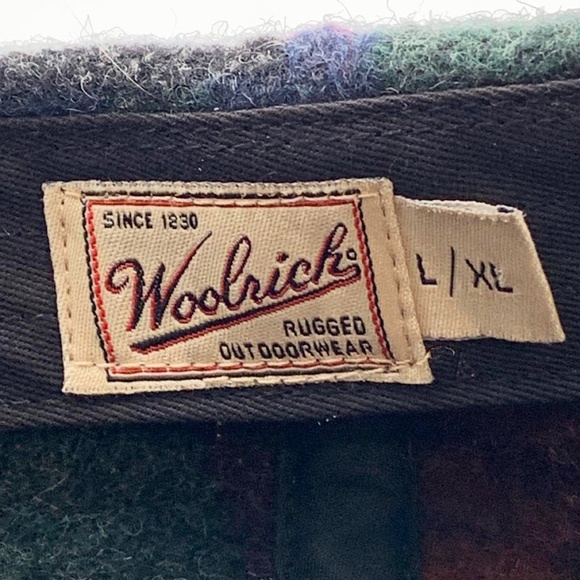 SINCE 1830
Woolrich
RUGGED
OUTDOORWEAR
L/XL